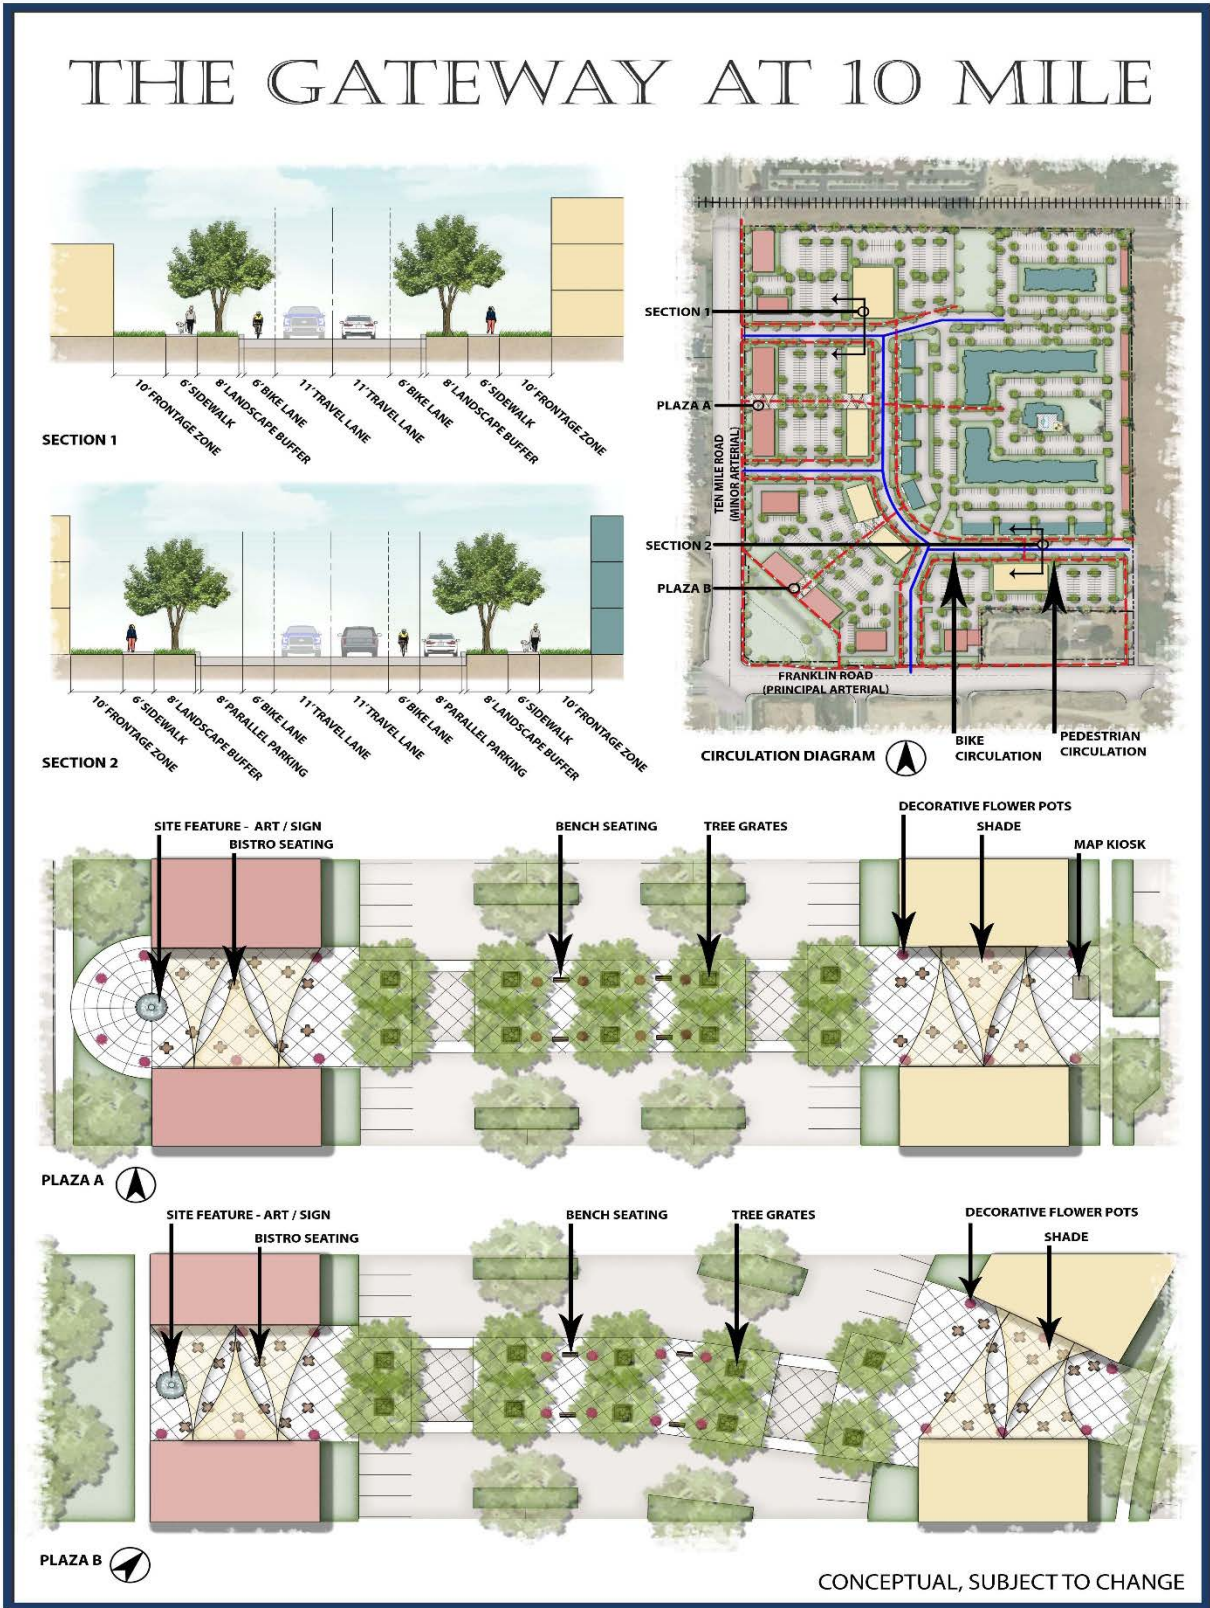 THE GATEWAY AT 10 MILE
10' FRONTAGE ZONE
6' SIDEWALK
8' LANDSCAPE BUFFER
6' BIKE LANE
11' TRAVEL LANE
11' TRAVEL LANE
6' BIKE LANE
8' LANDSCAPE BUFFER
6' SIDEWALK
10' FRONTAGE ZONE
SECTION 1
10' FRONTAGE ZONE
6' SIDEWALK
8' LANDSCAPE BUFFER
8' PARALLEL PARKING
6' BIKE LANE
11' TRAVEL LANE
11' TRAVEL LANE
6' BIKE LANE
8' PARALLEL PARKING
8' LANDSCAPE BUFFER
6' SIDEWALK
10' FRONTAGE ZONE
SECTION 2
SECTION 1
PLAZA A
TEN MILE ROAD
(MINOR ARTERIAL)
SECTION 2
PLAZA B
FRANKLIN ROAD
(PRINCIPAL ARTERIAL)
CIRCULATION DIAGRAM
BIKE
CIRCULATION
PEDESTRIAN
CIRCULATION
SITE FEATURE - ART / SIGN
BISTRO SEATING
BENCH SEATING
TREE GRATES
DECORATIVE FLOWER POTS
SHADE
MAP KIOSK
PLAZA A
SITE FEATURE - ART / SIGN
BISTRO SEATING
BENCH SEATING
TREE GRATES
DECORATIVE FLOWER POTS
SHADE
PLAZA B
CONCEPTUAL, SUBJECT TO CHANGE